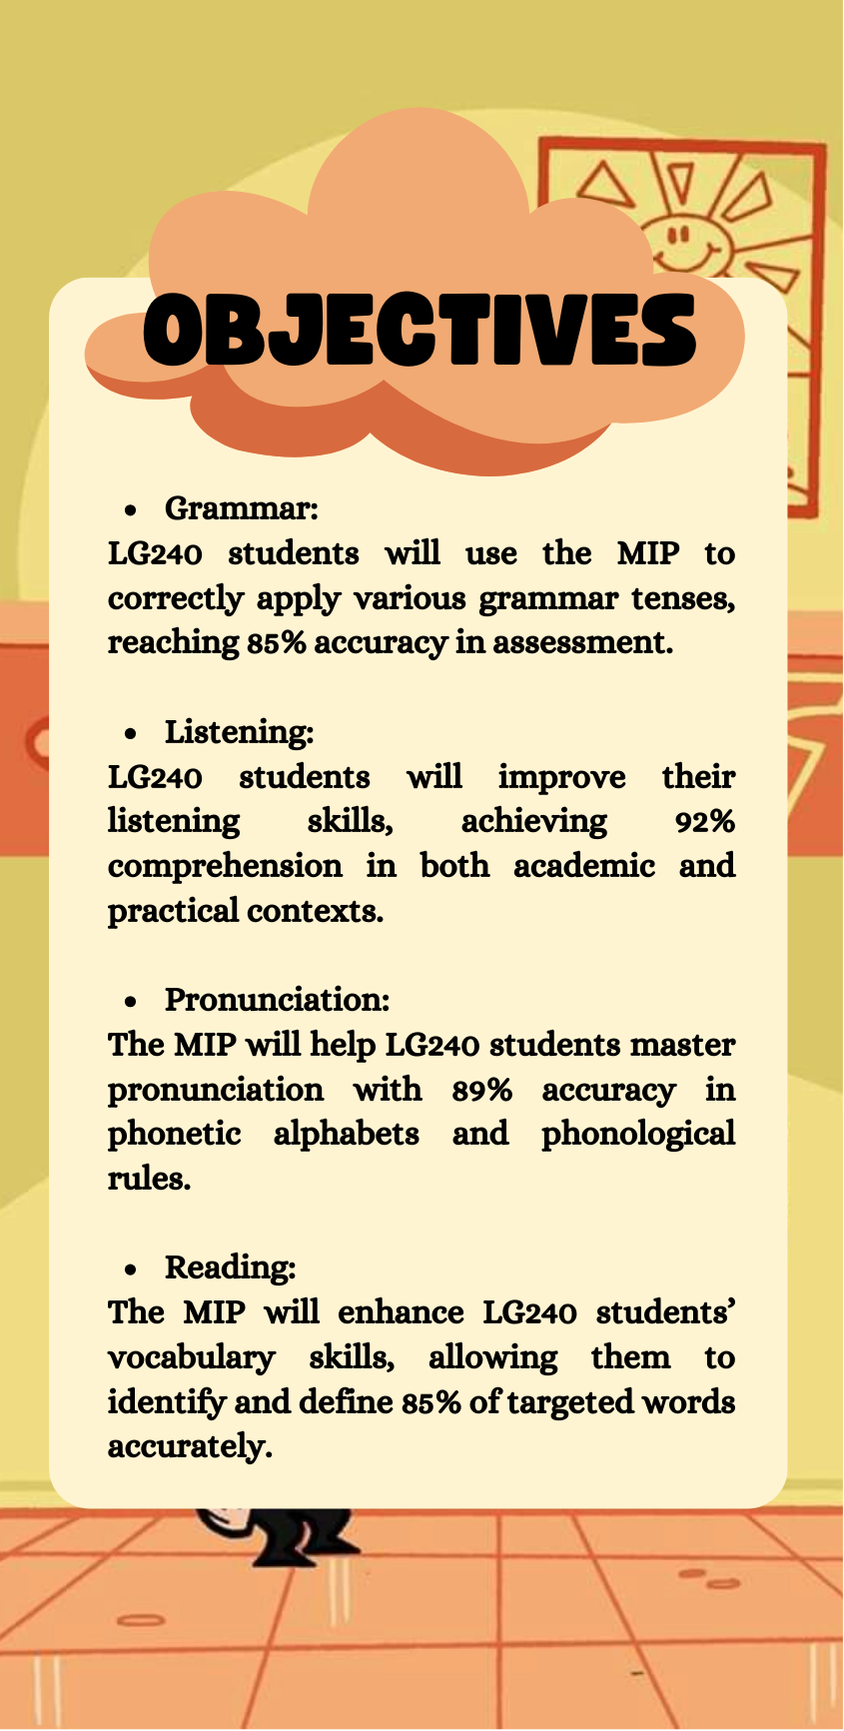 OBJECTIVES
• Grammar:
LG240 students will use the MIP to
correctly apply various grammar tenses,
reaching 85% accuracy in assessment.
• Listening:
LG240 students will improve their
listening skills, achieving 92%
comprehension in both academic and
practical contexts.
• Pronunciation:
The MIP will help LG240 students master
pronunciation with 89% accuracy in
phonetic alphabets and phonological
rules.
• Reading:
The MIP will enhance LG240 students’
vocabulary skills, allowing them to
identify and define 85% of targeted words
accurately.